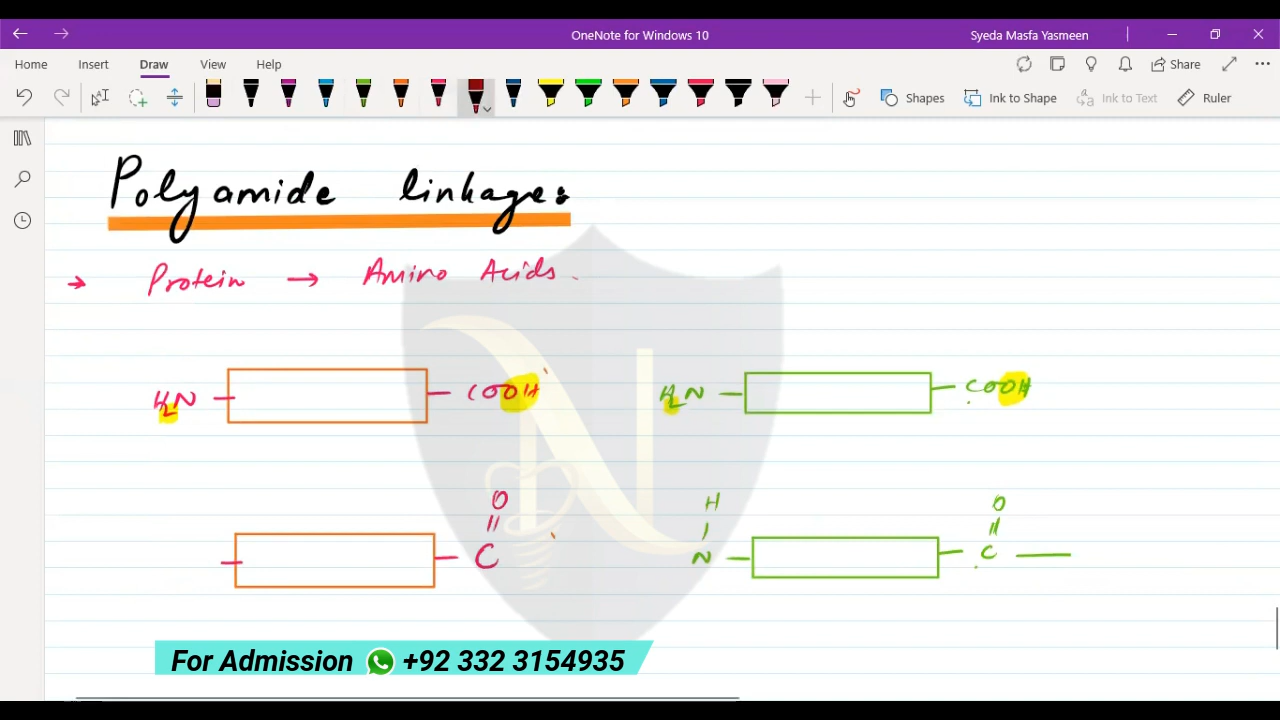 OneNote for Windows 10
Syeda Masfa Yasmeen
Home Insert Draw View Help
Share
Shapes Ink to Shape Ink to Text Ruler
Polyamide linkages
→ Protein → Amino Acids.
H2N COOH H2N COOH
O H O
C N C
For Admission +92 332 3154935